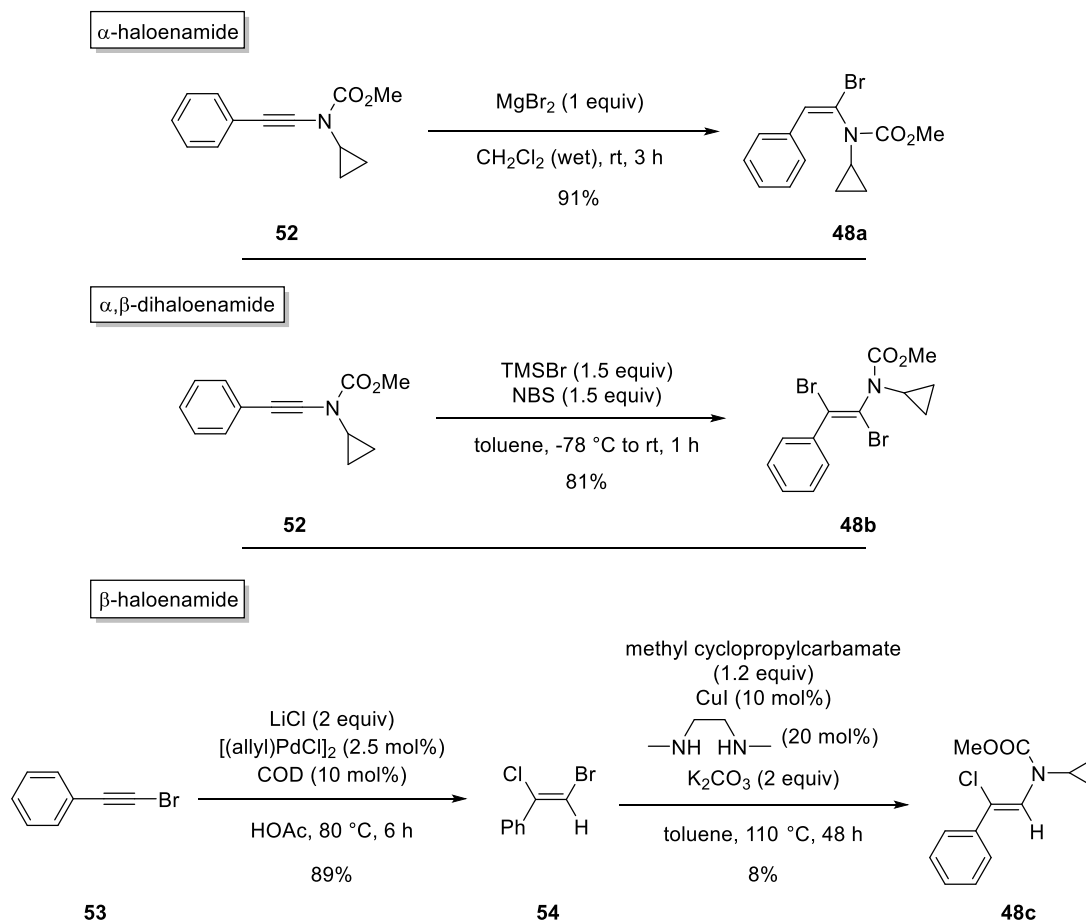 α-haloenamide
CO₂Me
N
52
MgBr₂ (1 equiv)
CH₂Cl₂ (wet), rt, 3 h
91%
Br
N
CO₂Me
48a
α,β-dihaloenamide
CO₂Me
N
52
TMSBr (1.5 equiv)
NBS (1.5 equiv)
toluene, -78 °C to rt, 1 h
81%
CO₂Me
Br
N
Br
48b
β-haloenamide
Br
53
LiCl (2 equiv)
[(allyl)PdCl]₂ (2.5 mol%)
COD (10 mol%)
HOAc, 80 °C, 6 h
89%
Cl
Br
Ph
H
54
methyl cyclopropylcarbamate
(1.2 equiv)
CuI (10 mol%)
NH HN (20 mol%)
K₂CO₃ (2 equiv)
toluene, 110 °C, 48 h
8%
MeOOC
Cl
N
H
48c